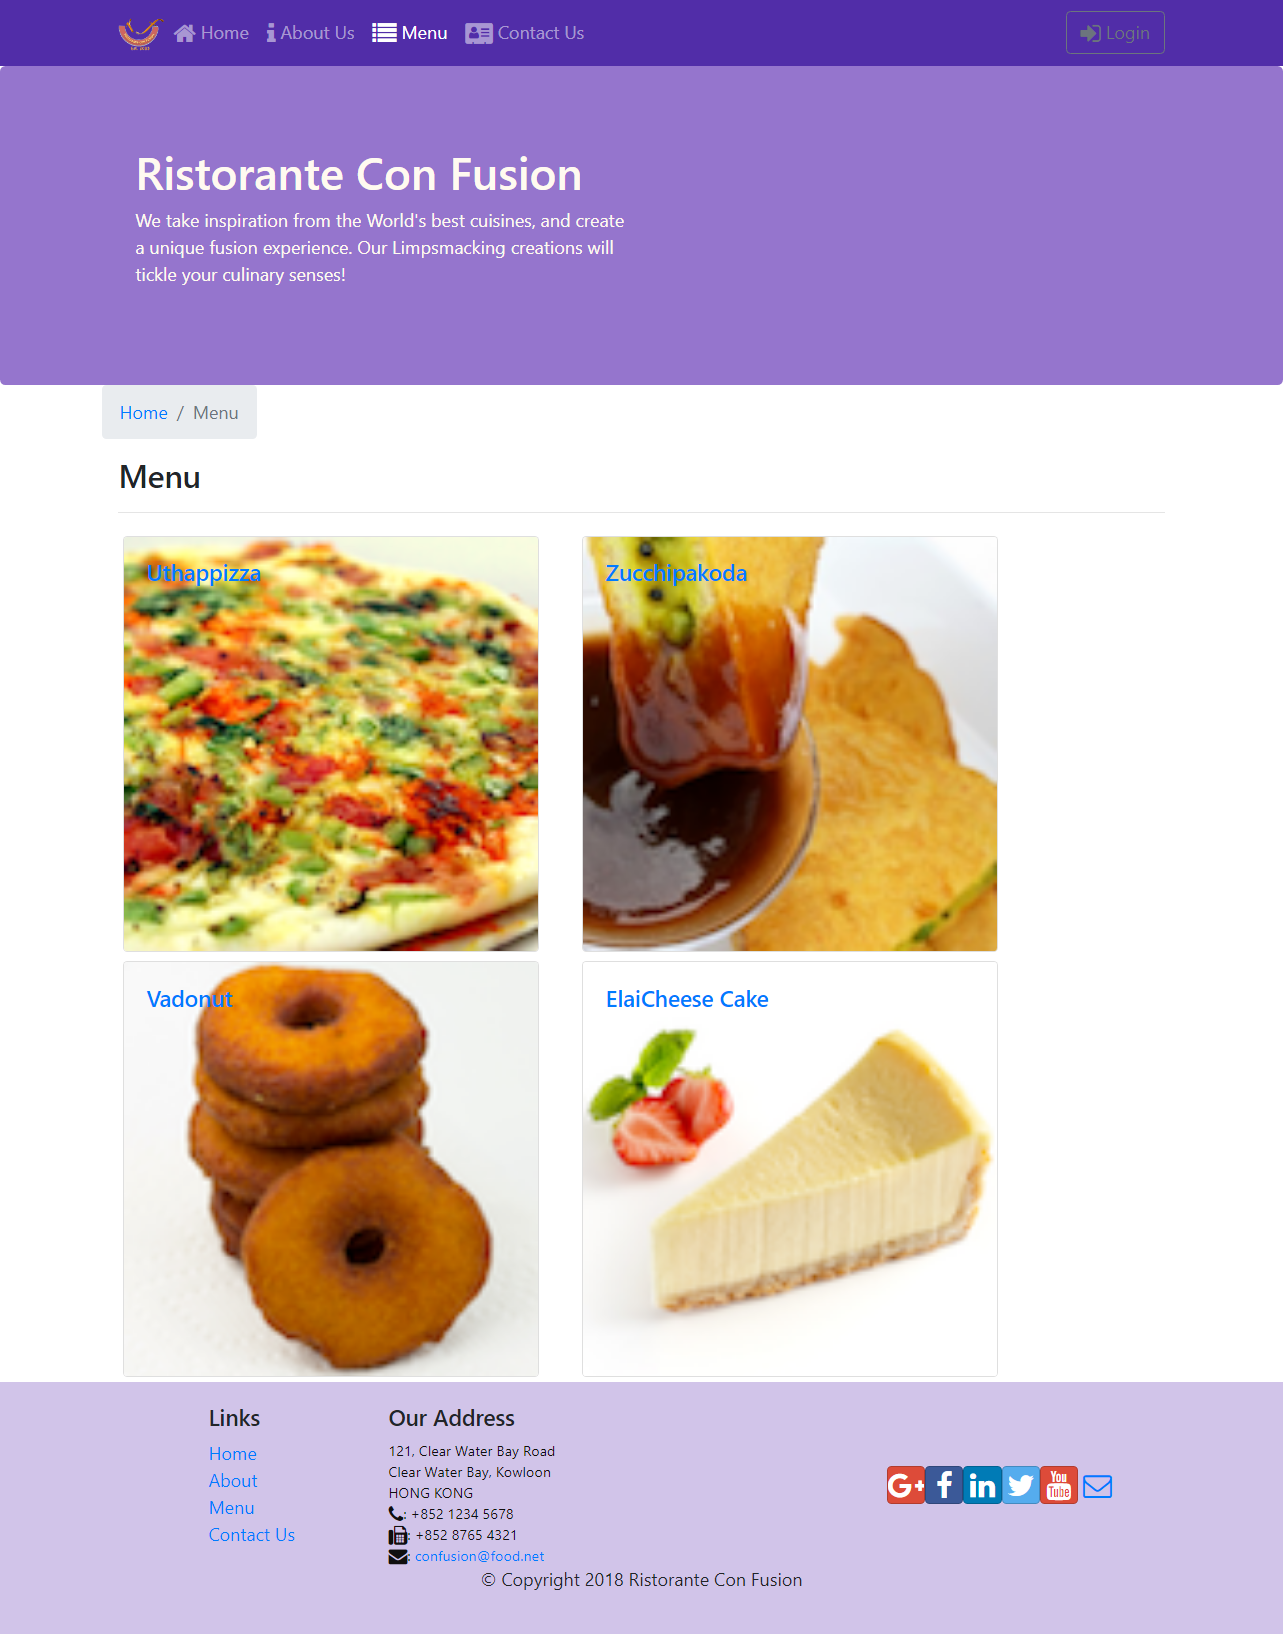 Home About Us Menu Contact Us Login
Ristorante Con Fusion
We take inspiration from the World's best cuisines, and create
a unique fusion experience. Our Limpsmacking creations will
tickle your culinary senses!
Home / Menu
Menu
Uthappizza
Zucchipakoda
Vadonut
ElaiCheese Cake
Links
Home
About
Menu
Contact Us
Our Address
121, Clear Water Bay Road
Clear Water Bay, Kowloon
HONG KONG
: +852 1234 5678
: +852 8765 4321
: confusion@food.net
G+ f in You Tube
© Copyright 2018 Ristorante Con Fusion